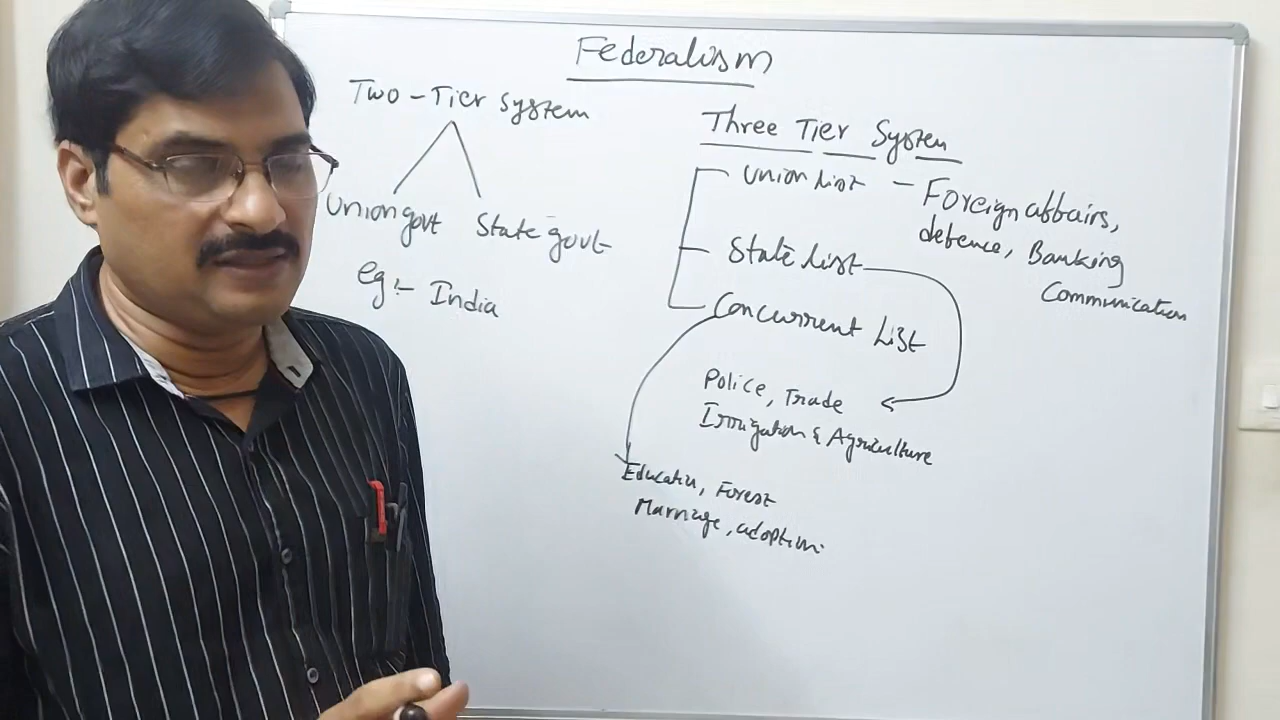 Federalism
Two-Tier system
Union govt State govt
eg:- India
Three Tier System
Union List - Foreign affairs,
defence, Banking
Communication
State List
Concurrent List
Police, Trade
Irrigation & Agriculture
Education, Forest
Marriage, adoption.